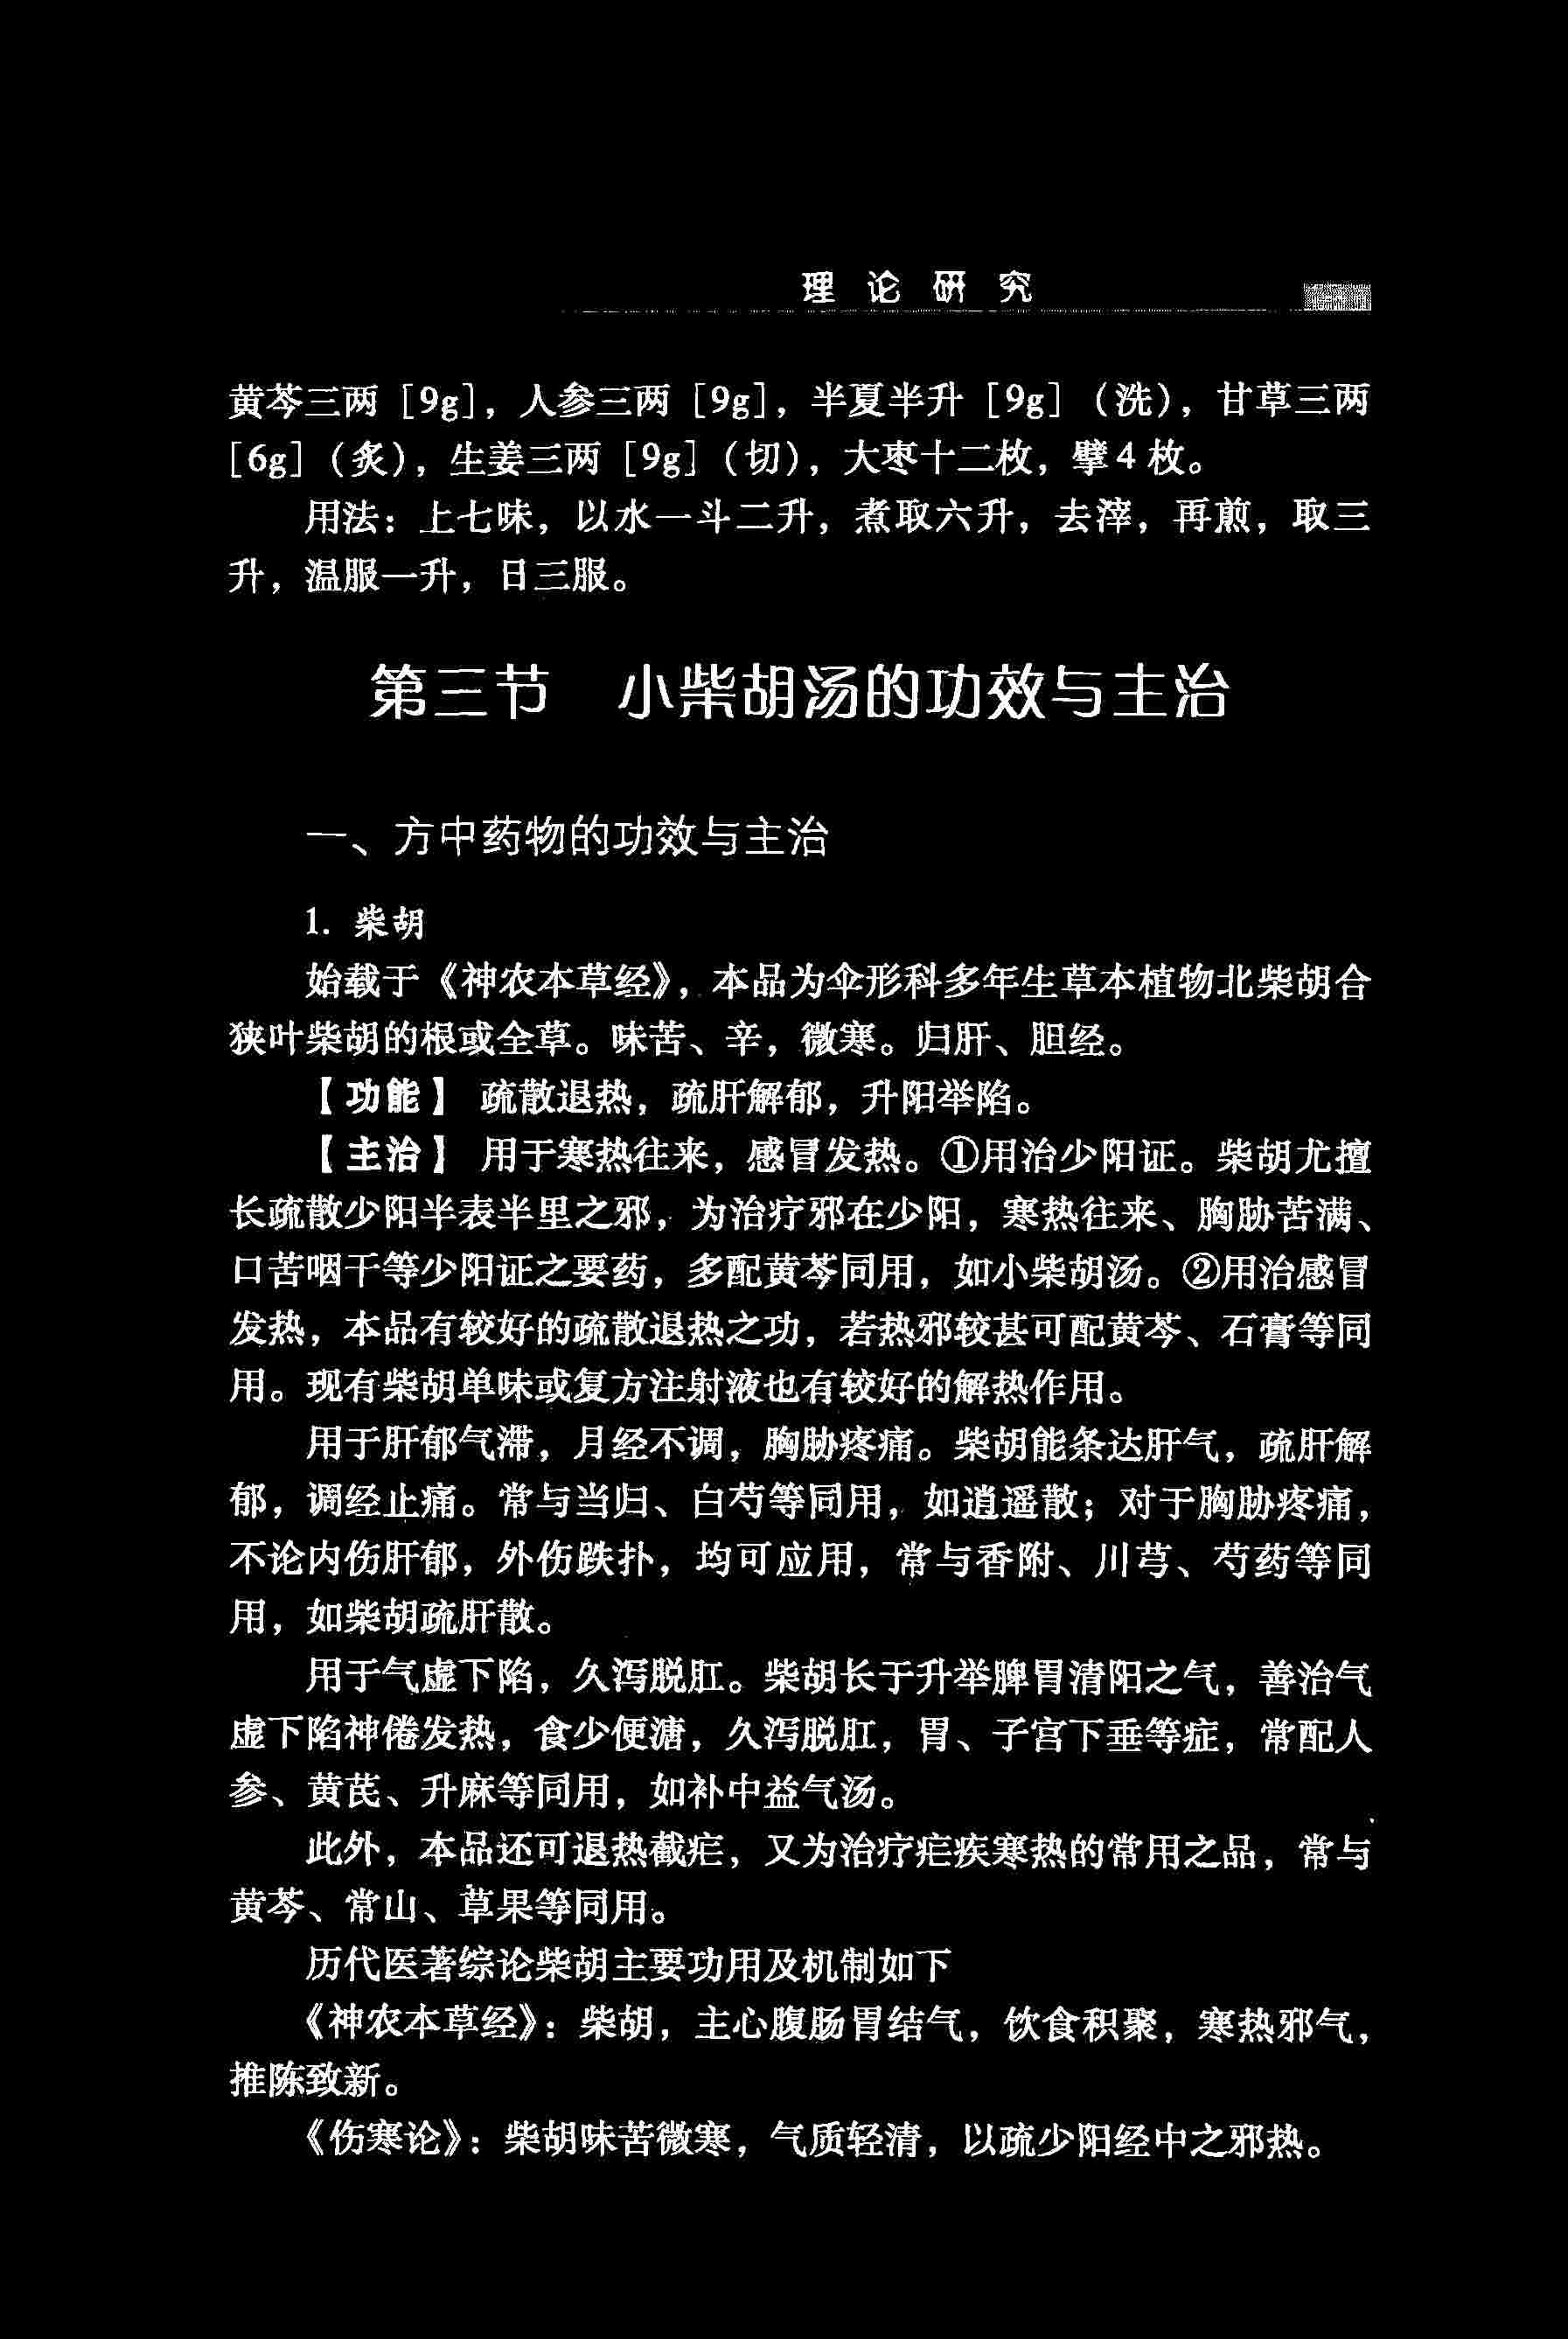 理论研究
黄芩三两［9g］，人参三两［9g］，半夏半升［9g］（洗），甘草三两
［6g］（炙），生姜三两［9g］（切），大枣十二枚，擘4枚。
用法：上七味，以水一斗二升，煮取六升，去滓，再煎，取三
升，温服一升，日三服。
第三节 小柴胡汤的功效与主治
一、方中药物的功效与主治
1. 柴胡
始载于《神农本草经》，本品为伞形科多年生草本植物北柴胡合
狭叶柴胡的根或全草。味苦、辛，微寒。归肝、胆经。
【功能】 疏散退热，疏肝解郁，升阳举陷。
【主治】 用于寒热往来，感冒发热。①用治少阳证。柴胡尤擅
长疏散少阳半表半里之邪，为治疗邪在少阳，寒热往来、胸胁苦满、
口苦咽干等少阳证之要药，多配黄芩同用，如小柴胡汤。②用治感冒
发热，本品有较好的疏散退热之功，若热邪较甚可配黄芩、石膏等同
用。现有柴胡单味或复方注射液也有较好的解热作用。
用于肝郁气滞，月经不调，胸胁疼痛。柴胡能条达肝气，疏肝解
郁，调经止痛。常与当归、白芍等同用，如逍遥散；对于胸胁疼痛，
不论内伤肝郁，外伤跌扑，均可应用，常与香附、川芎、芍药等同
用，如柴胡疏肝散。
用于气虚下陷，久泻脱肛。柴胡长于升举脾胃清阳之气，善治气
虚下陷神倦发热，食少便溏，久泻脱肛，胃、子宫下垂等症，常配人
参、黄芪、升麻等同用，如补中益气汤。
此外，本品还可退热截疟，又为治疗疟疾寒热的常用之品，常与
黄芩、常山、草果等同用。
历代医著综论柴胡主要功用及机制如下
《神农本草经》：柴胡，主心腹肠胃结气，饮食积聚，寒热邪气，
推陈致新。
《伤寒论》：柴胡味苦微寒，气质轻清，以疏少阳经中之邪热。